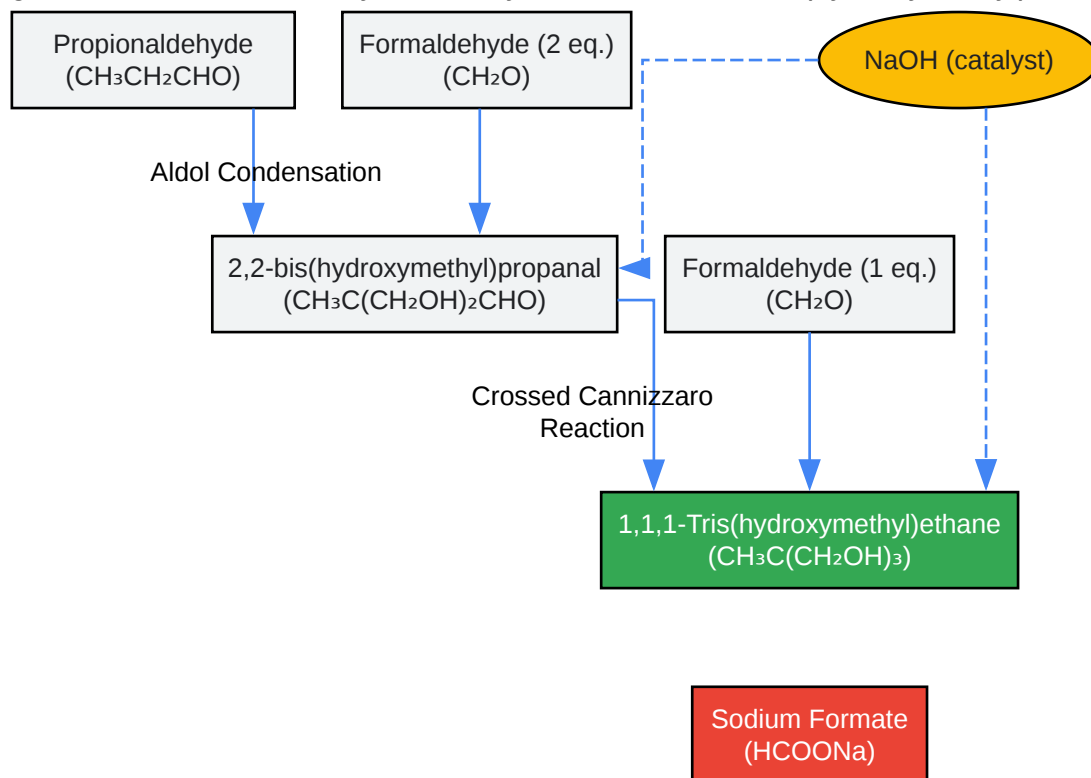 Propionaldehyde
(CH₃CH₂CHO)
Formaldehyde (2 eq.)
(CH₂O)
NaOH (catalyst)
Aldol Condensation
2,2-bis(hydroxymethyl)propanal
(CH₃C(CH₂OH)₂CHO)
Formaldehyde (1 eq.)
(CH₂O)
Crossed Cannizzaro
Reaction
1,1,1-Tris(hydroxymethyl)ethane
(CH₃C(CH₂OH)₃)
Sodium Formate
(HCOONa)